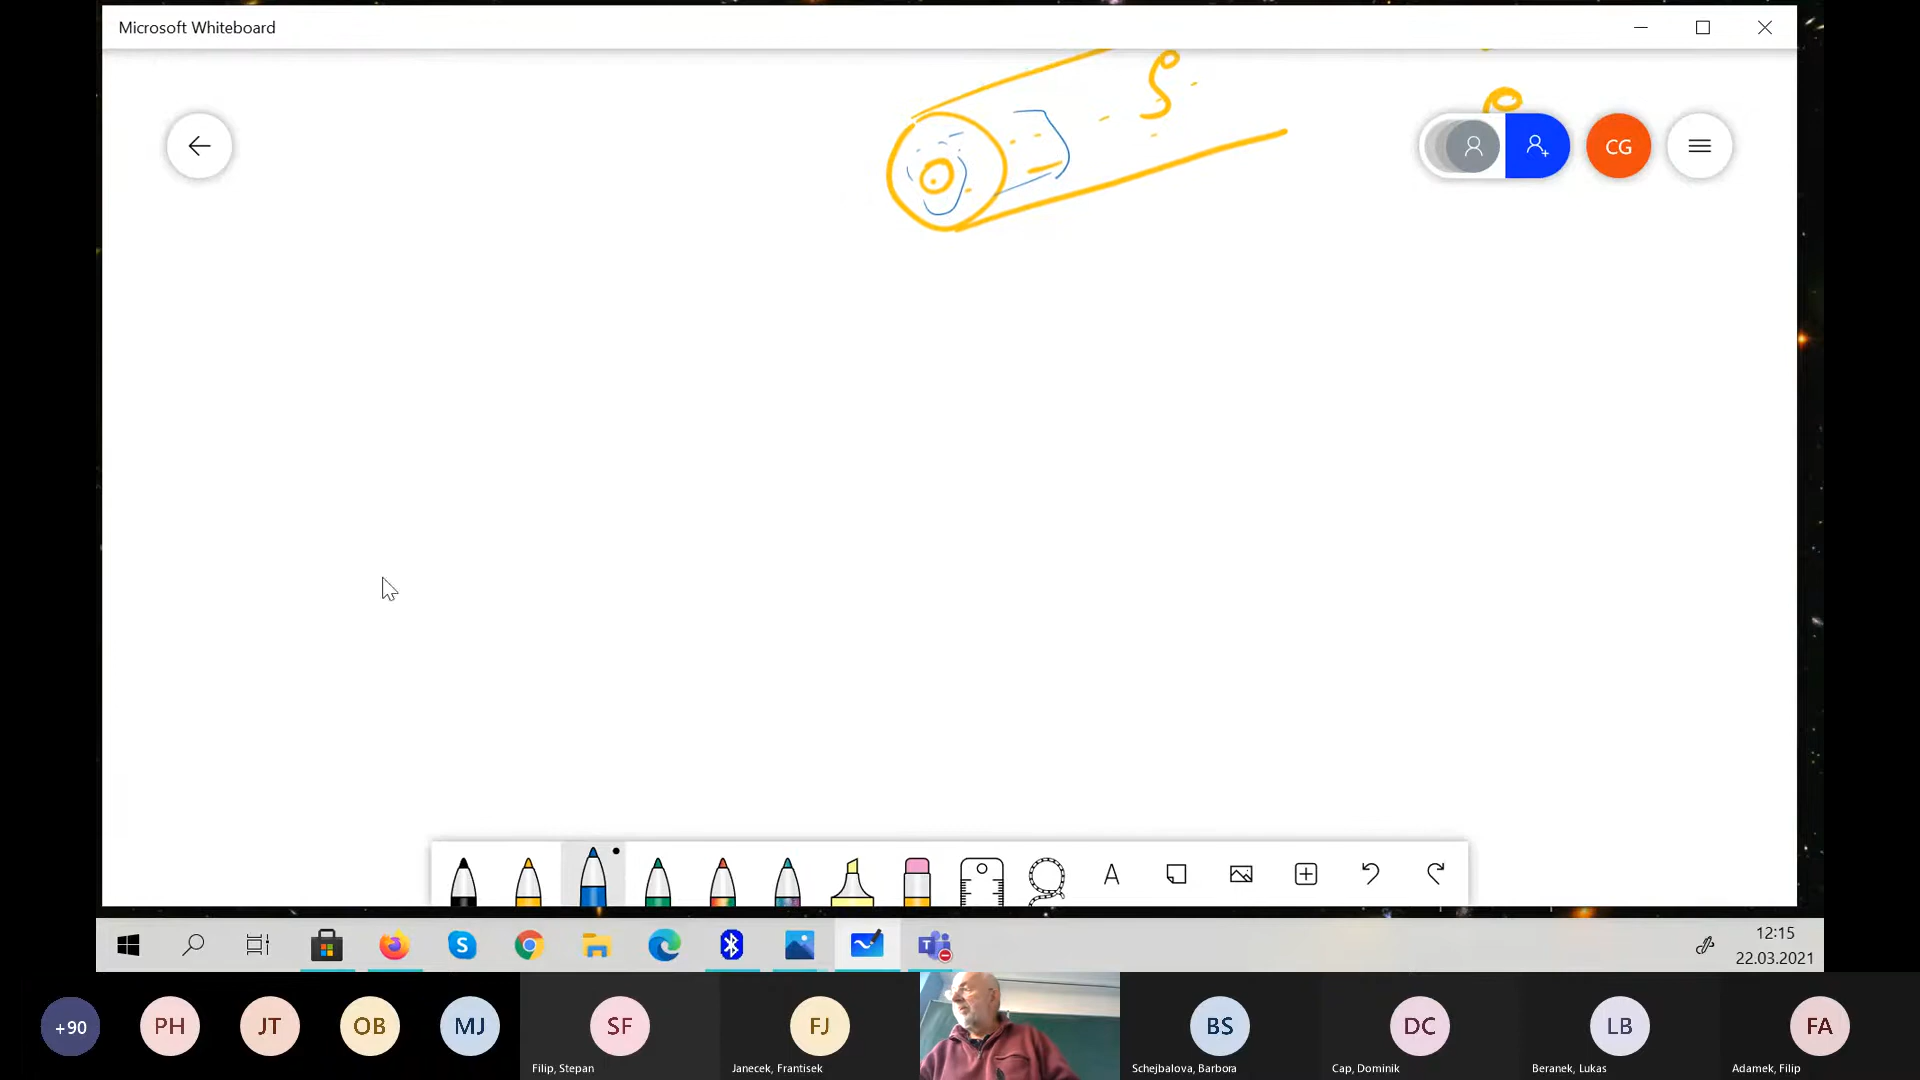 Microsoft Whiteboard
ρ
CG
A
12:15
22.03.2021
+90
PH
JT
OB
MJ
SF
FJ
BS
DC
LB
FA
Filip, Stepan
Janecek, Frantisek
Schejbalova, Barbora
Cap, Dominik
Beranek, Lukas
Adamek, Filip